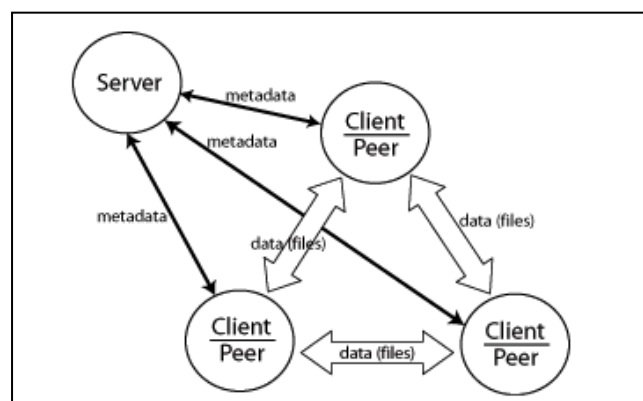 Server
metadata
Client
Peer
metadata
metadata
data (files)
data (files)
Client
Peer
data (files)
Client
Peer